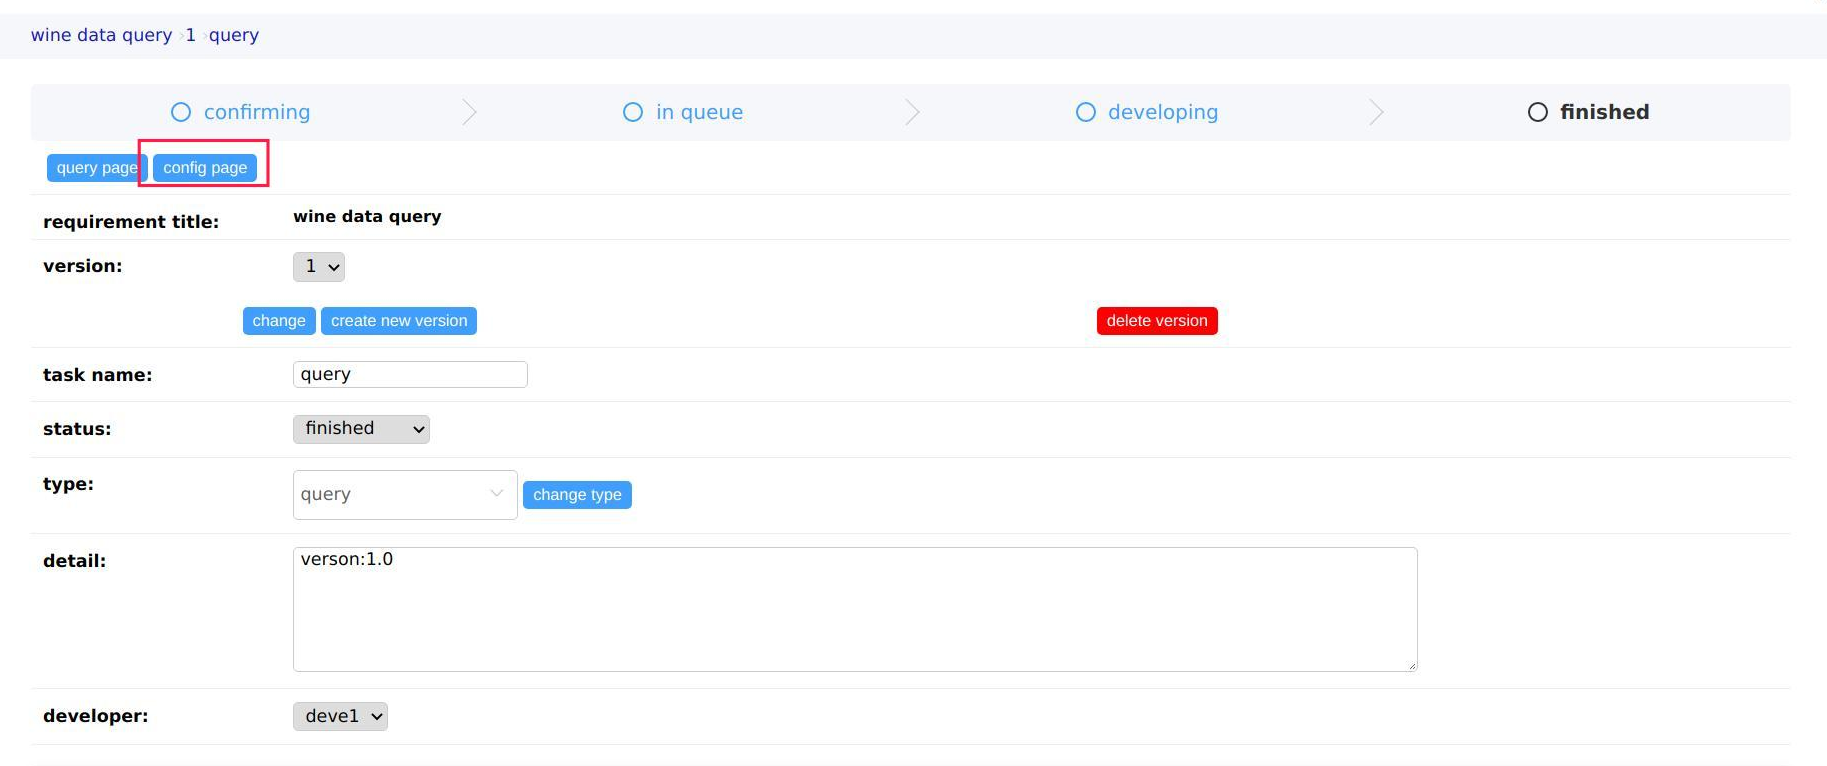 wine data query › 1 › query
confirming
in queue
developing
finished
query page
config page
requirement title:
wine data query
version:
1
change
create new version
delete version
task name:
query
status:
finished
type:
query
change type
detail:
verson:1.0
developer:
deve1